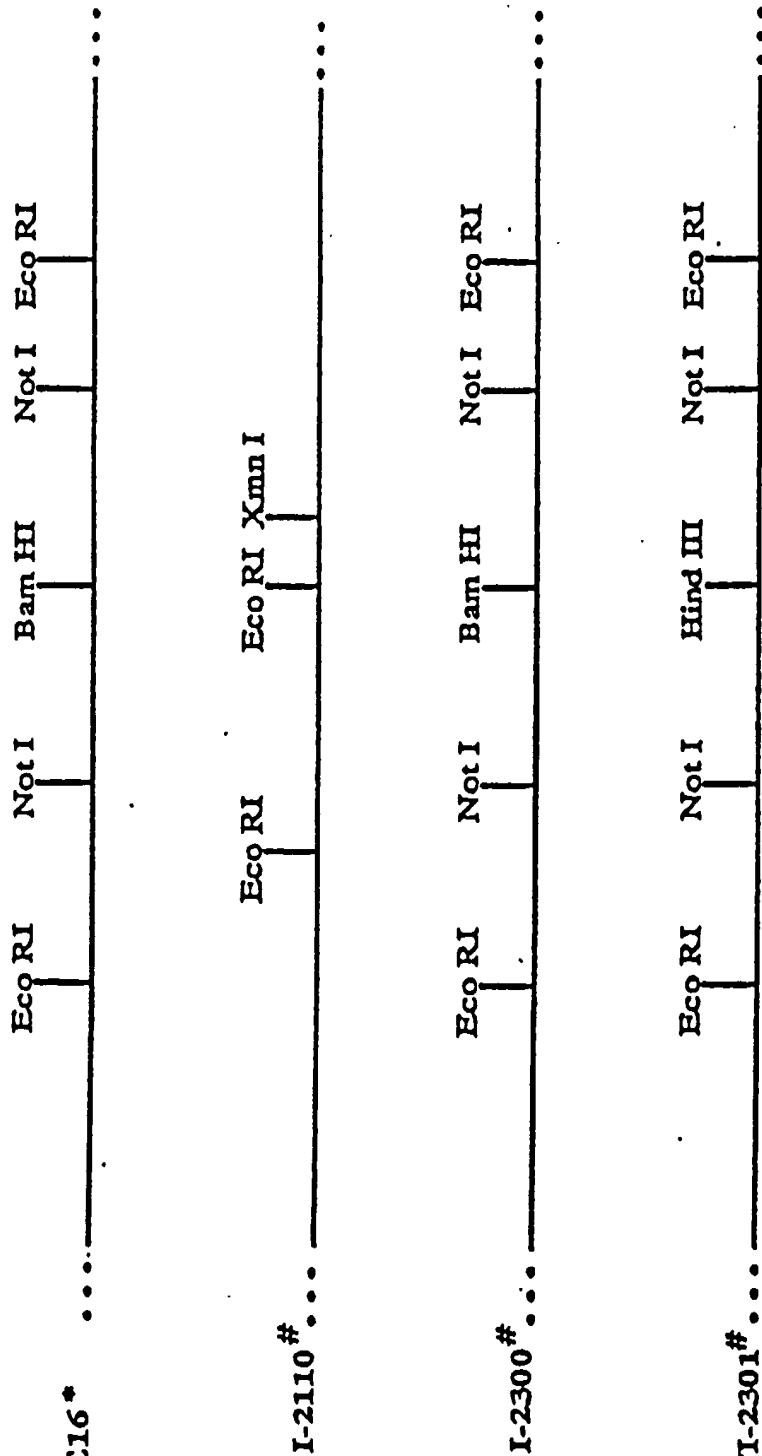 Eco RI Not I Bam HI Not I Eco RI
Eco RI Eco RI Xmn I
I-2110# ....
Eco RI Not I Bam HI Not I Eco RI
I-2300# ....
Eco RI Not I Hind III Not I Eco RI
I-2301# ....